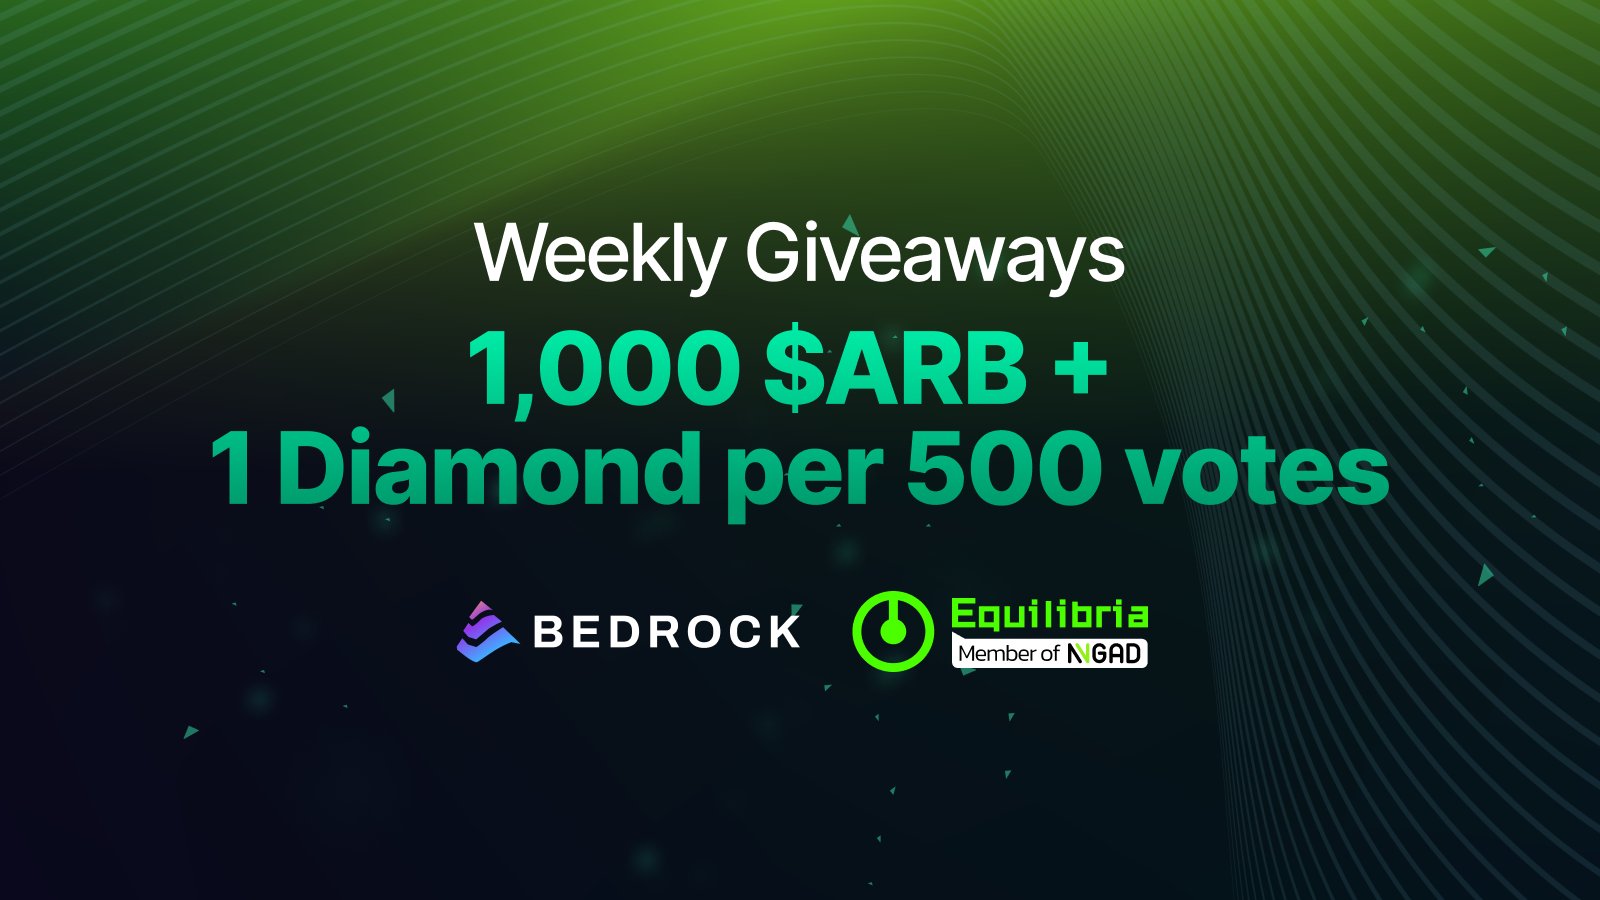 Weekly Giveaways
1,000 $ARB +
1 Diamond per 500 votes
BEDROCK
Equilibria
Member of NGAD